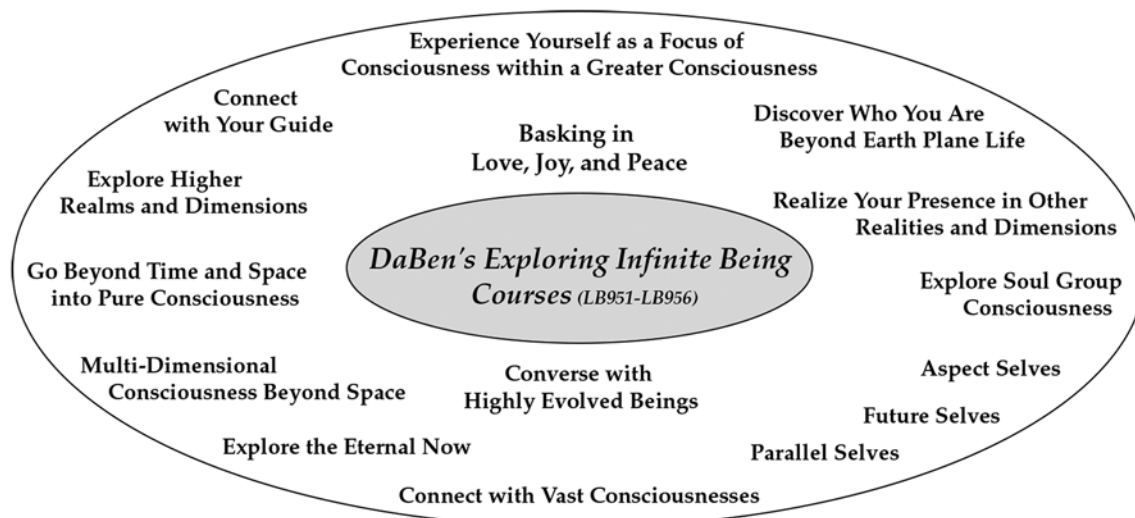 Experience Yourself as a Focus of
Consciousness within a Greater Consciousness
Connect
with Your Guide
Basking in
Love, Joy, and Peace
Discover Who You Are
Beyond Earth Plane Life
Explore Higher
Realms and Dimensions
Realize Your Presence in Other
Realities and Dimensions
DaBen's Exploring Infinite Being
Courses (LB951-LB956)
Go Beyond Time and Space
into Pure Consciousness
Explore Soul Group
Consciousness
Multi-Dimensional
Consciousness Beyond Space
Converse with
Highly Evolved Beings
Aspect Selves
Future Selves
Explore the Eternal Now
Parallel Selves
Connect with Vast Consciousnesses